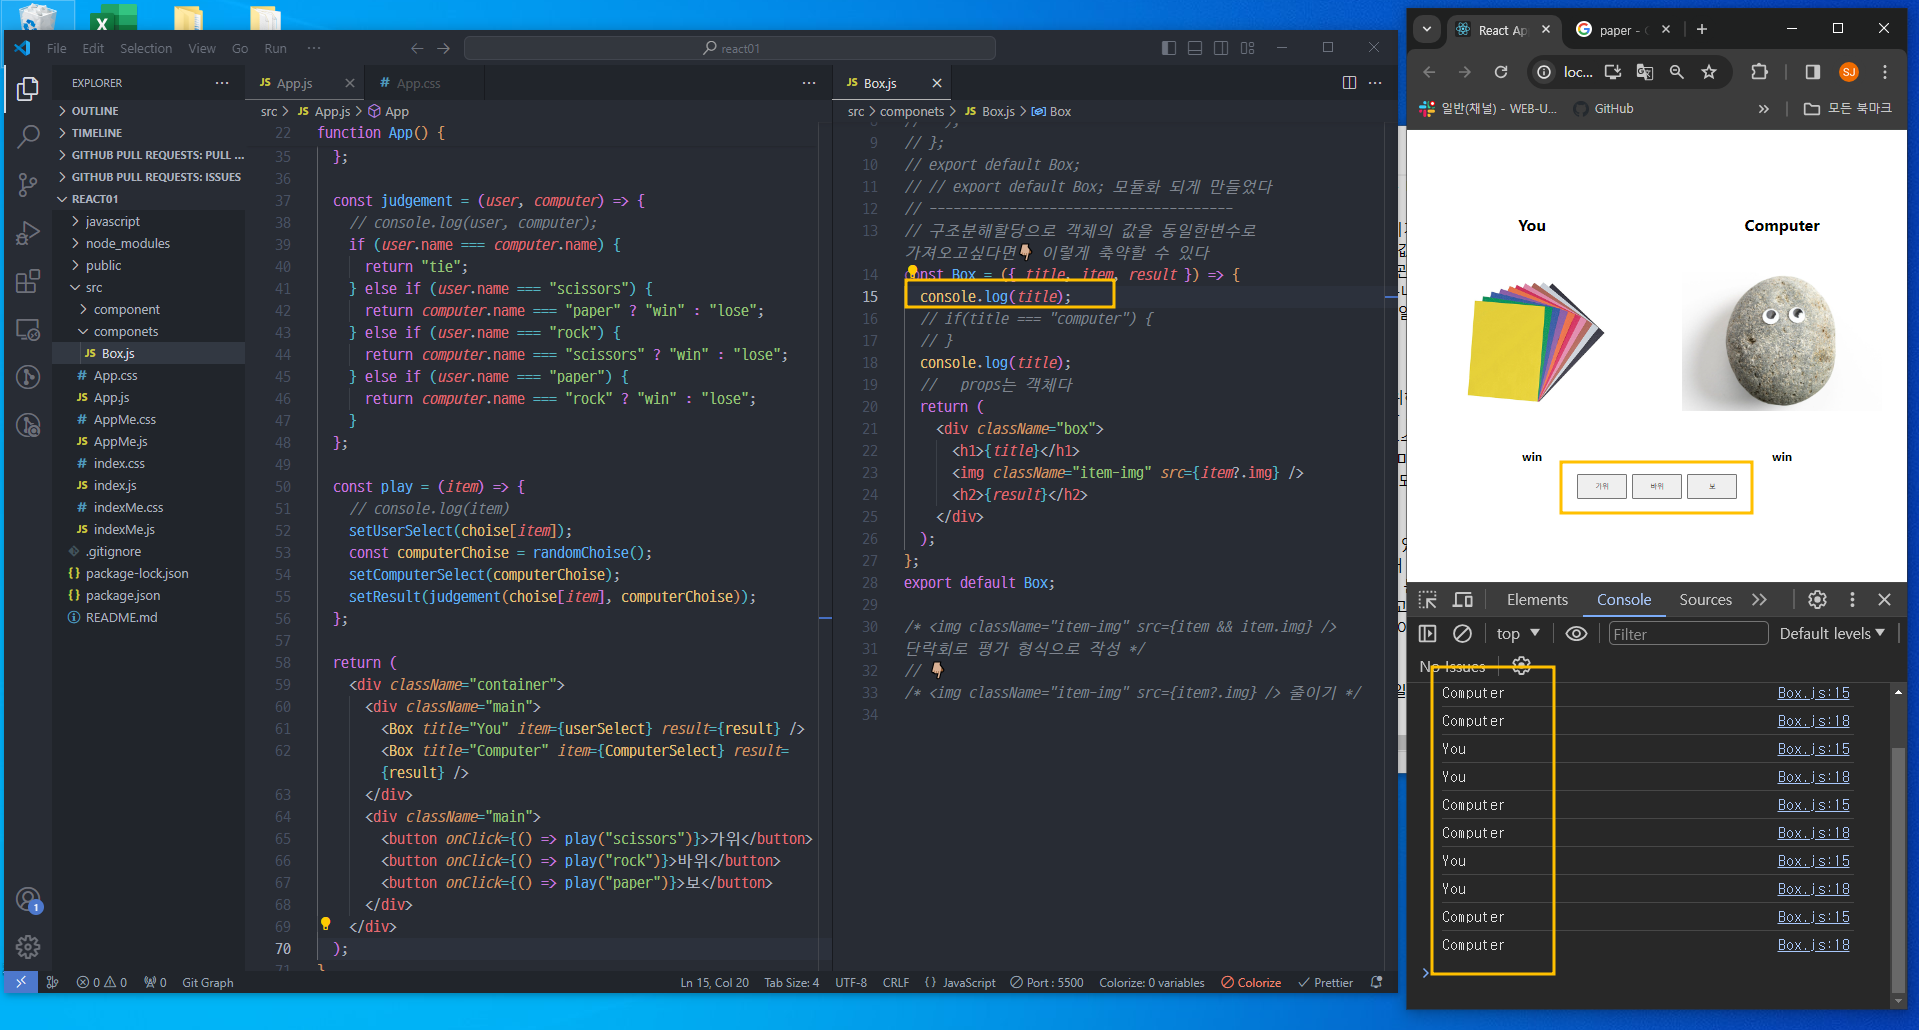 File Edit Selection View Go Run ···
react01
EXPLORER ···
OUTLINE
TIMELINE
GITHUB PULL REQUESTS: PULL ...
GITHUB PULL REQUESTS: ISSUES
REACT01
javascript
node_modules
public
src
component
componets
JS Box.js
# App.css
JS App.js
# AppMe.css
JS AppMe.js
# index.css
JS index.js
# indexMe.css
JS indexMe.js
.gitignore
{} package-lock.json
{} package.json
README.md
1
JS App.js
# App.css
src > JS App.js > App
22 function App() {
35 };
36
37 const judgement = (user, computer) => {
38 // console.log(user, computer);
39 if (user.name === computer.name) {
40 return "tie";
41 } else if (user.name === "scissors") {
42 return computer.name === "paper" ? "win" : "lose";
43 } else if (user.name === "rock") {
44 return computer.name === "scissors" ? "win" : "lose";
45 } else if (user.name === "paper") {
46 return computer.name === "rock" ? "win" : "lose";
47 }
48 };
49
50 const play = (item) => {
51 // console.log(item)
52 setUserSelect(choise[item]);
53 const computerChoise = randomChoise();
54 setComputerSelect(computerChoise);
55 setResult(judgement(choise[item], computerChoise));
56 };
57
58 return (
59 <div className="container">
60 <div className="main">
61 <Box title="You" item={userSelect} result={result} />
62 <Box title="Computer" item={ComputerSelect} result=
{result} />
63 </div>
64 <div className="main">
65 <button onClick={() => play("scissors")}>가위</button>
66 <button onClick={() => play("rock")}>바위</button>
67 <button onClick={() => play("paper")}>보</button>
68 </div>
69 </div>
70 );
71 }
JS Box.js
src > componets > JS Box.js > Box
9 // };
10 // export default Box;
11 // // export default Box; 모듈화 되게 만들었다
12 // --------------------------------------
13 // 구조분해할당으로 객체의 값을 동일한변수로
가져오고싶다면👇🏽 이렇게 축약할 수 있다
14 const Box = ({ title, item, result }) => {
15 console.log(title);
16 // if(title === "computer") {
17 // }
18 console.log(title);
19 // props는 객체다
20 return (
21 <div className="box">
22 <h1>{title}</h1>
23 <img className="item-img" src={item?.img} />
24 <h2>{result}</h2>
25 </div>
26 );
27 };
28 export default Box;
29
30 /* <img className="item-img" src={item && item.img} />
31 단락회로 평가 형식으로 작성 */
32 // 👇🏽
33 /* <img className="item-img" src={item?.img} /> 줄이기 */
34
0 0 0 Git Graph Ln 15, Col 20 Tab Size: 4 UTF-8 CRLF {} JavaScript Port : 5500 Colorize: 0 variables Colorize Prettier
React Ap
paper -
loc...
SJ
일반(채널) - WEB-U...
GitHub
» 모든 북마크
You
Computer
win
win
가위 바위 보
Elements Console Sources »
top Filter Default levels
No Issues
Computer Box.js:15
Computer Box.js:18
You Box.js:15
You Box.js:18
Computer Box.js:15
Computer Box.js:18
You Box.js:15
You Box.js:18
Computer Box.js:15
Computer Box.js:18
>